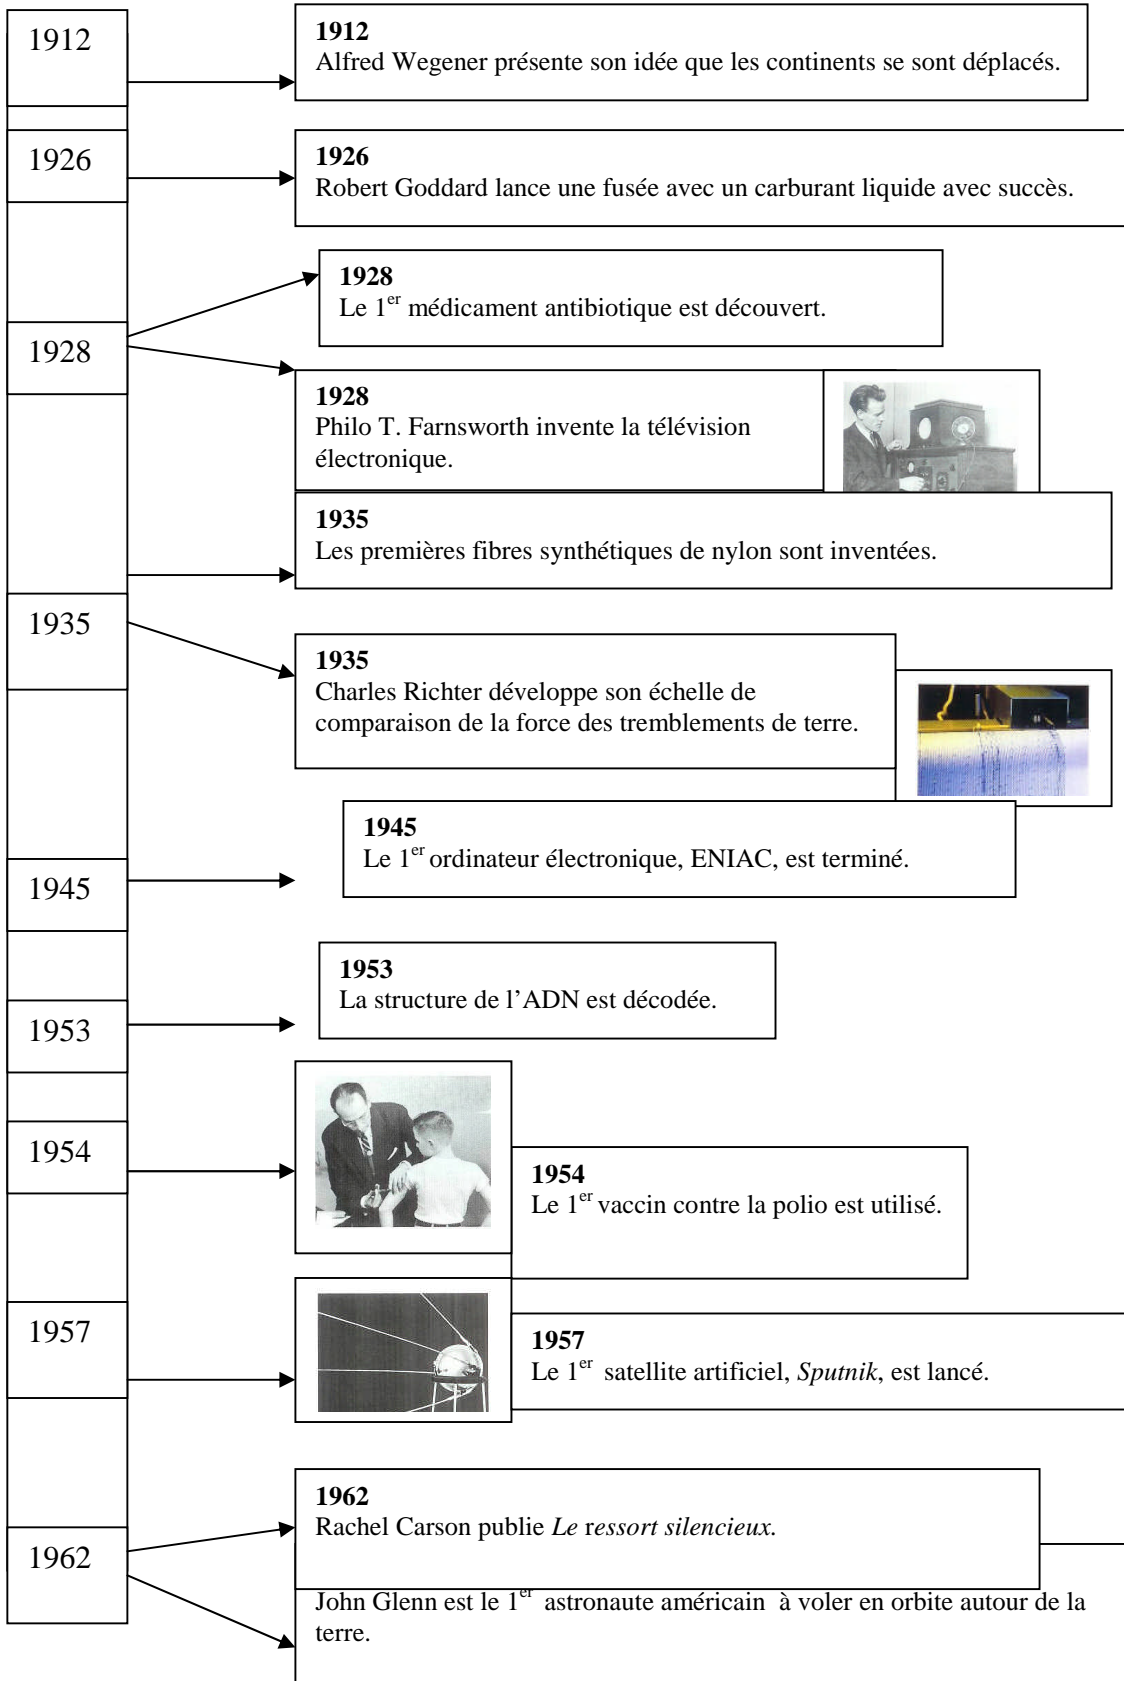 1912
1912
Alfred Wegener présente son idée que les continents se sont déplacés.
1926
1926
Robert Goddard lance une fusée avec un carburant liquide avec succès.
1928
1928
Le 1er médicament antibiotique est découvert.
1928
Philo T. Farnsworth invente la télévision
électronique.
1935
1935
Les premières fibres synthétiques de nylon sont inventées.
1935
Charles Richter développe son échelle de
comparaison de la force des tremblements de terre.
1945
1945
Le 1er ordinateur électronique, ENIAC, est terminé.
1953
1953
La structure de l’ADN est décodée.
1954
1954
Le 1er vaccin contre la polio est utilisé.
1957
1957
Le 1er satellite artificiel, Sputnik, est lancé.
1962
1962
Rachel Carson publie Le ressort silencieux.
John Glenn est le 1er astronaute américain à voler en orbite autour de la
terre.